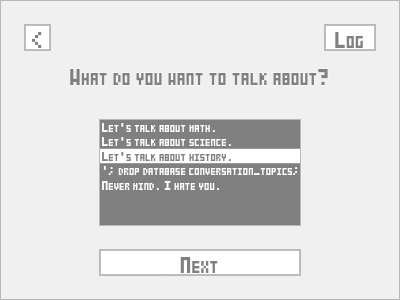 <
Log
What do you want to talk about?
Let's talk about math.
Let's talk about science.
Let's talk about history.
'; DROP DATABASE conversation_topics;
Never mind. I hate you.
Next